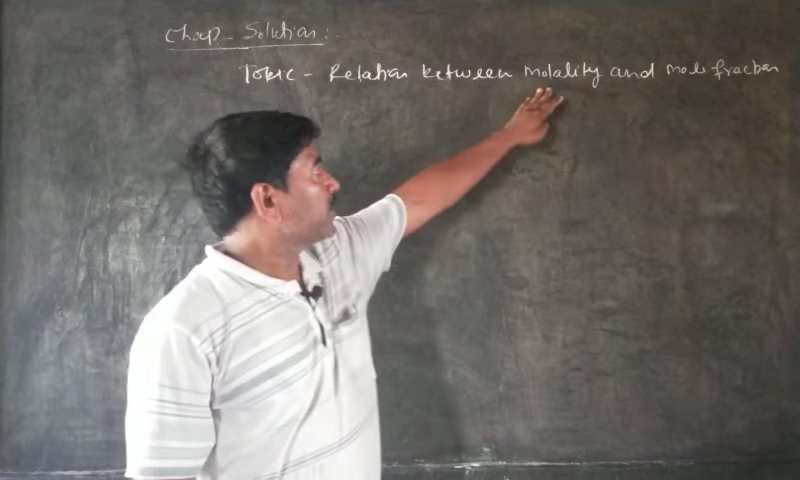 Chap - Solution :
Topic - Relation between molality and mole fraction